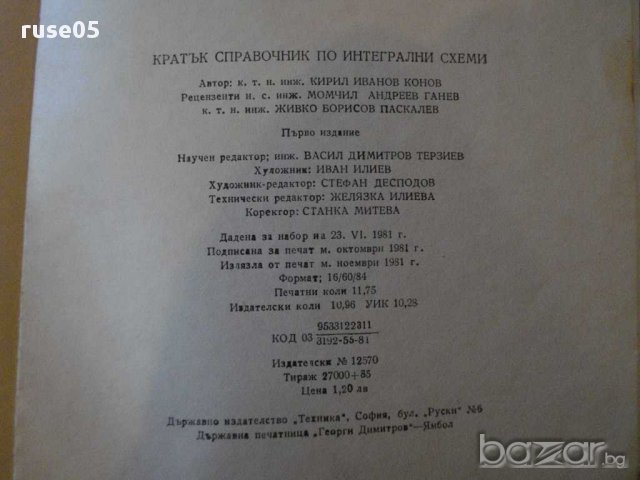 ruse05
КРАТЪК СПРАВОЧНИК ПО ИНТЕГРАЛНИ СХЕМИ
Автор: к. т. н. инж. КИРИЛ ИВАНОВ КОНОВ
Рецензенти н. с. инж. МОМЧИЛ АНДРЕЕВ ГАНЕВ
к. т. н. инж. ЖИВКО БОРИСОВ ПАСКАЛЕВ
Първо издание
Научен редактор; инж. ВАСИЛ ДИМИТРОВ ТЕРЗИЕВ
Художник: ИВАН ИЛИЕВ
Художник-редактор: СТЕФАН ДЕСПОДОВ
Технически редактор: ЖЕЛЯЗКА ИЛИЕВА
Коректор: СТАНКА МИТЕВА
Дадена за набор на 23. VI. 1981 г.
Подписана за печат м. октомври 1981 г.
Излязла от печат м. ноември 1981 г.
Формат; 16/60/84
Печатни коли 11,75
Издателски коли 10,96 УИК 10,28
КОД 03 9533122311
3192-55-81
Издателски № 12570
Тираж 27000+85
Цена 1,20 лв
Държавно издателство „Техника", София, бул. „Руски" №6
Държавна печатница „Георги Димитров"—Ямбол
bazar.bg